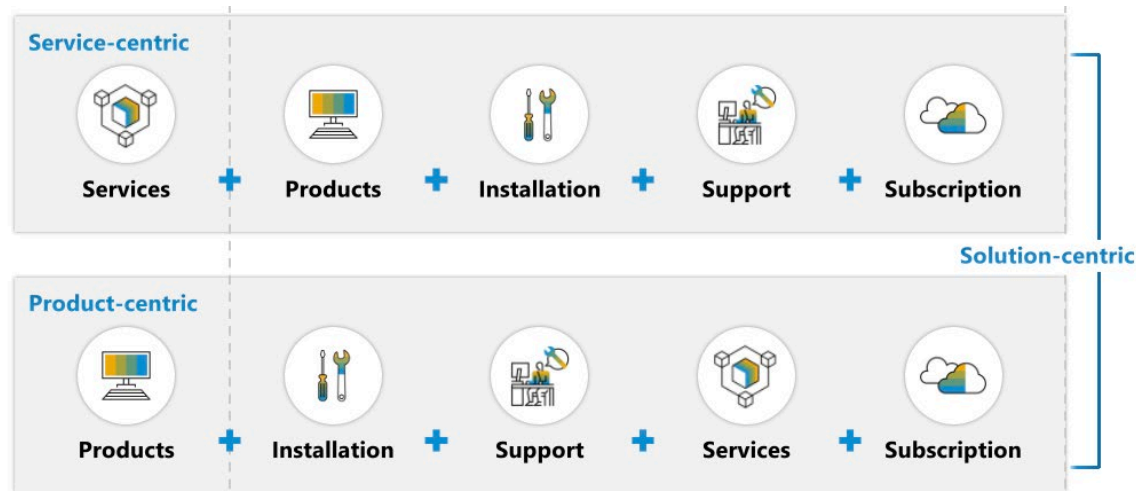 Service-centric
Services + Products + Installation + Support + Subscription
Solution-centric
Product-centric
Products + Installation + Support + Services + Subscription